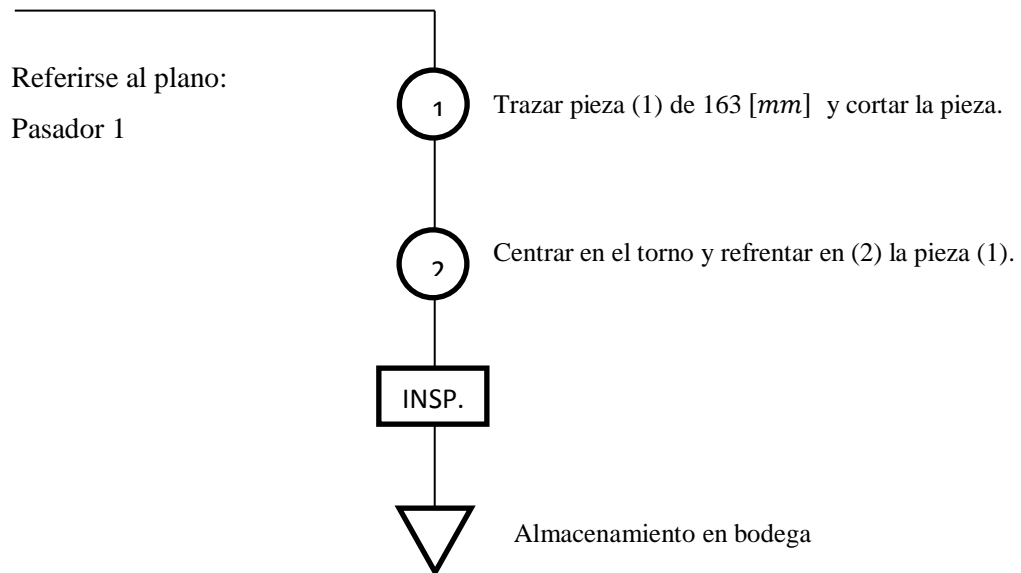 Referirse al plano:
Pasador 1
1
Trazar pieza (1) de 163 [mm] y cortar la pieza.
2
Centrar en el torno y refrentar en (2) la pieza (1).
INSP.
Almacenamiento en bodega